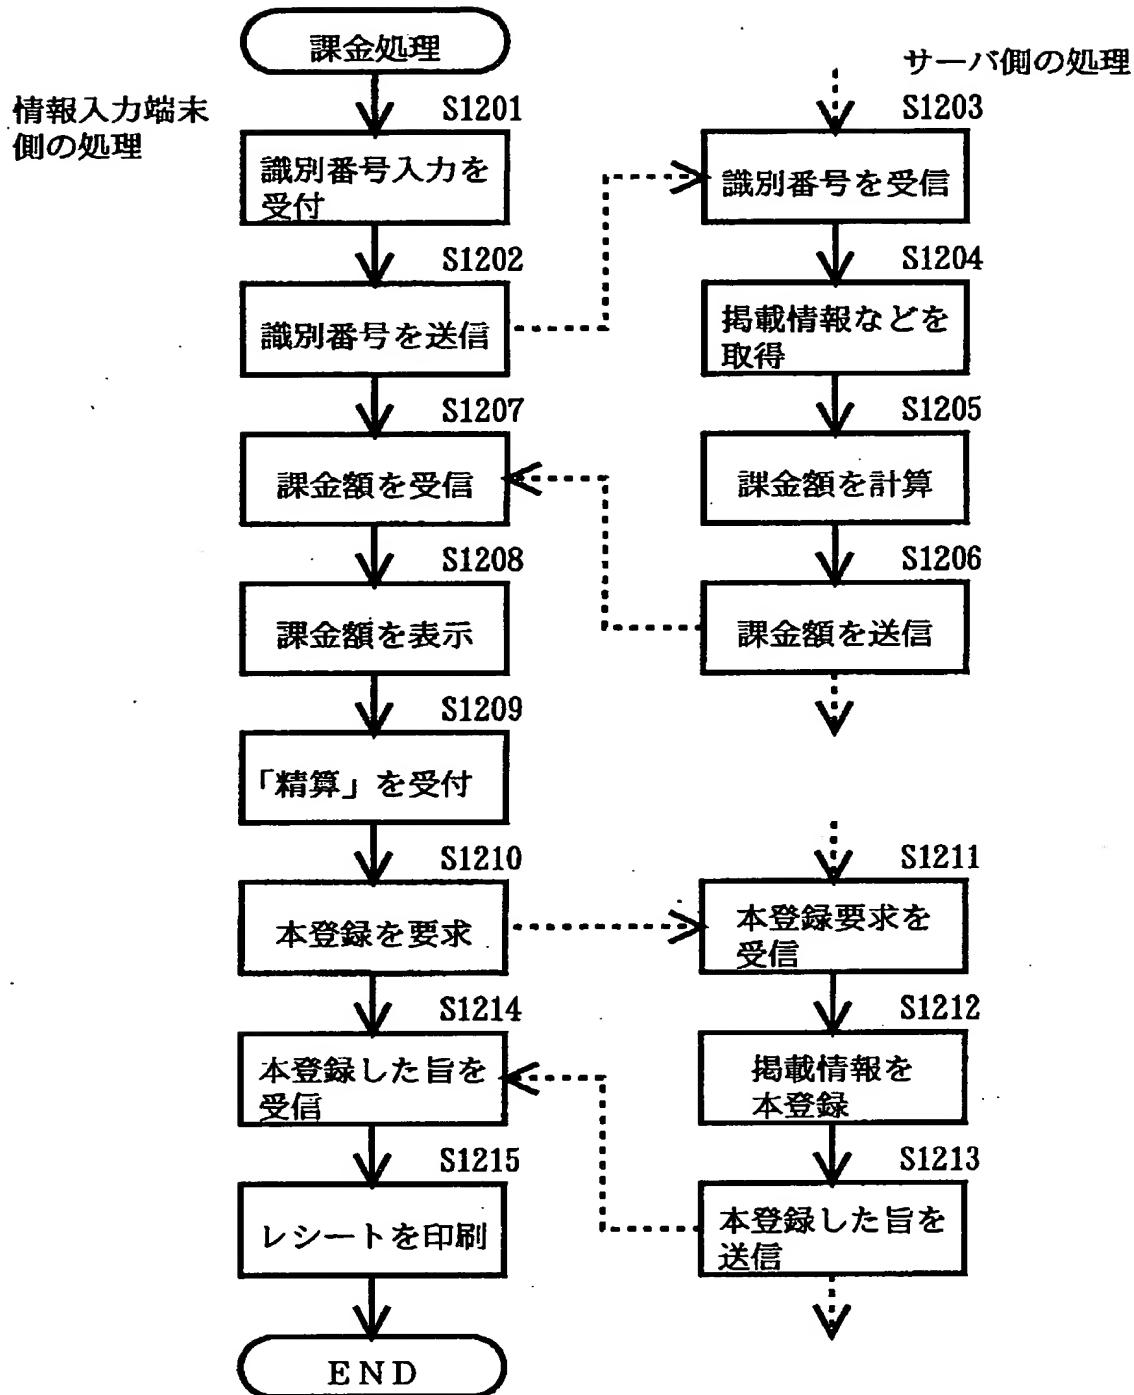 課金処理
サーバ側の処理
情報入力端末
側の処理
S1201
識別番号入力を
受付
S1203
識別番号を受信
S1202
識別番号を送信
S1204
掲載情報などを
取得
S1207
課金額を受信
S1205
課金額を計算
S1208
課金額を表示
S1206
課金額を送信
S1209
「精算」を受付
S1210
本登録を要求
S1211
本登録要求を
受信
S1214
本登録した旨を
受信
S1212
掲載情報を
本登録
S1215
レシートを印刷
S1213
本登録した旨を
送信
END